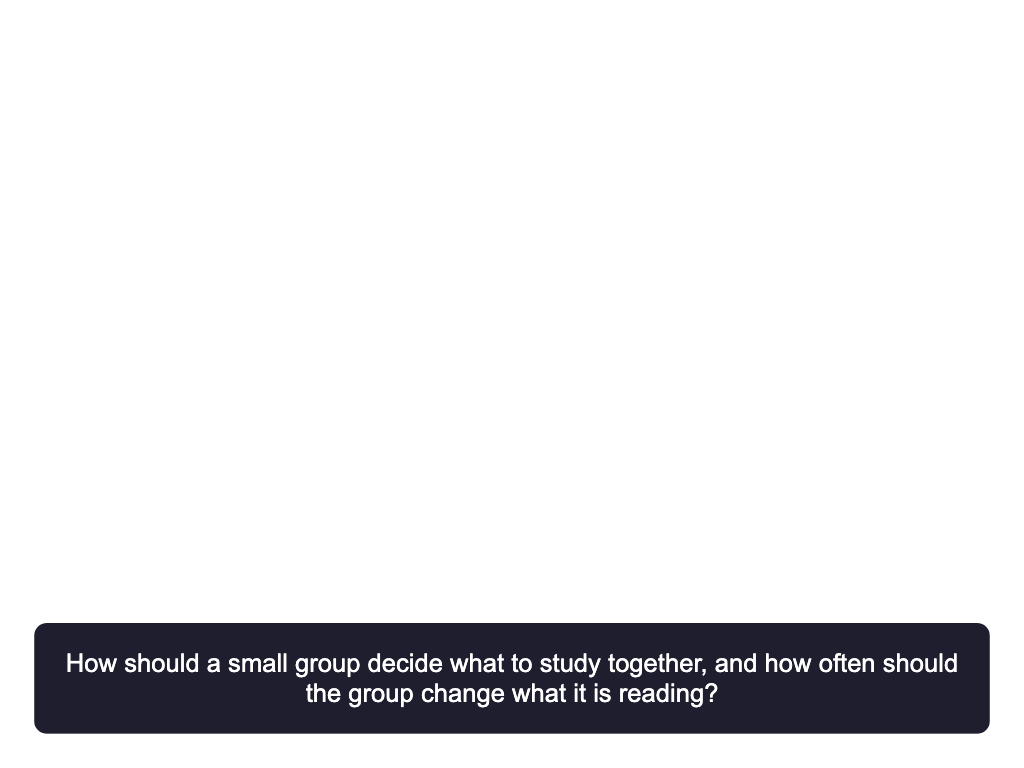 How should a small group decide what to study together, and how often should
the group change what it is reading?